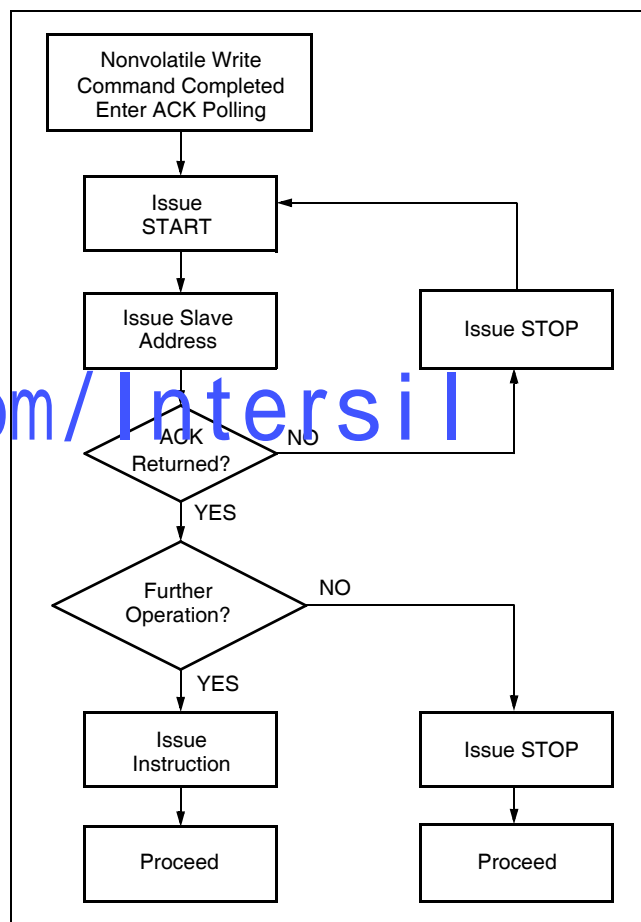 Nonvolatile Write
Command Completed
Enter ACK Polling
Issue
START
Issue Slave
Address
Issue STOP
om/Intersil
ACK
Returned?
NO
YES
Further
Operation?
NO
YES
Issue
Instruction
Issue STOP
Proceed
Proceed